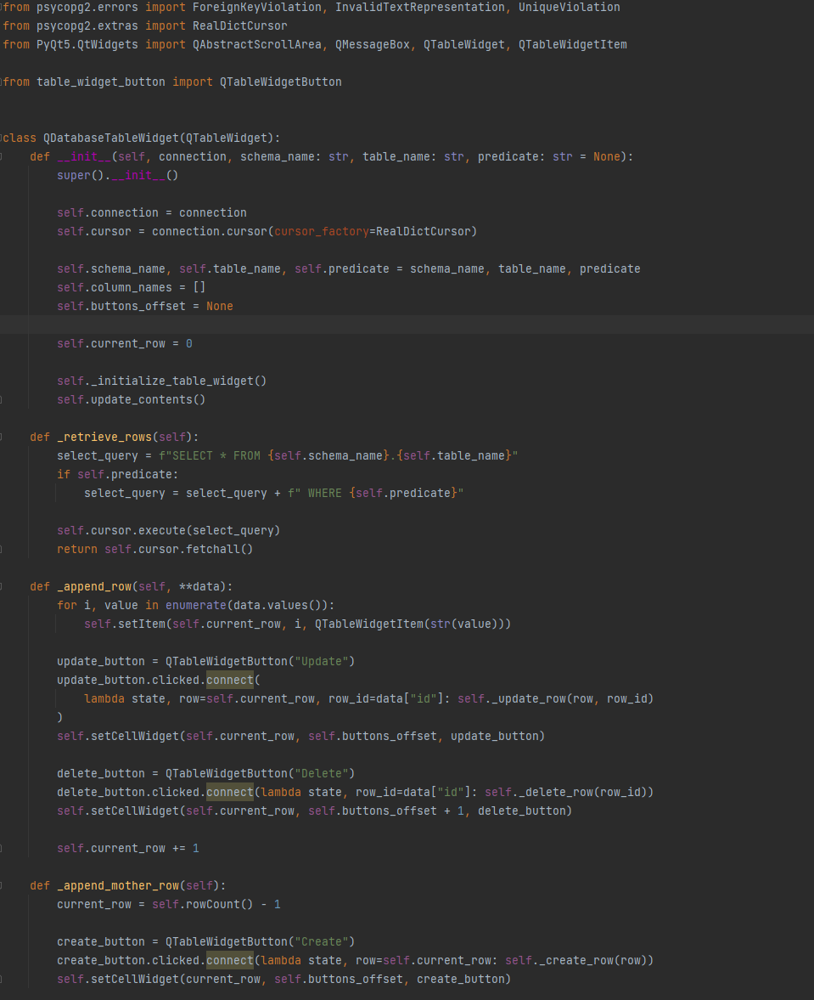 from psycopg2.errors import ForeignKeyViolation, InvalidTextRepresentation, UniqueViolation
from psycopg2.extras import RealDictCursor
from PyQt5.QtWidgets import QAbstractScrollArea, QMessageBox, QTableWidget, QTableWidgetItem

from table_widget_button import QTableWidgetButton


class QDatabaseTableWidget(QTableWidget):
    def __init__(self, connection, schema_name: str, table_name: str, predicate: str = None):
        super().__init__()

        self.connection = connection
        self.cursor = connection.cursor(cursor_factory=RealDictCursor)

        self.schema_name, self.table_name, self.predicate = schema_name, table_name, predicate
        self.column_names = []
        self.buttons_offset = None

        self.current_row = 0

        self._initialize_table_widget()
        self.update_contents()

    def _retrieve_rows(self):
        select_query = f"SELECT * FROM {self.schema_name}.{self.table_name}"
        if self.predicate:
            select_query = select_query + f" WHERE {self.predicate}"

        self.cursor.execute(select_query)
        return self.cursor.fetchall()

    def _append_row(self, **data):
        for i, value in enumerate(data.values()):
            self.setItem(self.current_row, i, QTableWidgetItem(str(value)))

        update_button = QTableWidgetButton("Update")
        update_button.clicked.connect(
            lambda state, row=self.current_row, row_id=data["id"]: self._update_row(row, row_id)
        )
        self.setCellWidget(self.current_row, self.buttons_offset, update_button)

        delete_button = QTableWidgetButton("Delete")
        delete_button.clicked.connect(lambda state, row_id=data["id"]: self._delete_row(row_id))
        self.setCellWidget(self.current_row, self.buttons_offset + 1, delete_button)

        self.current_row += 1

    def _append_mother_row(self):
        current_row = self.rowCount() - 1

        create_button = QTableWidgetButton("Create")
        create_button.clicked.connect(lambda state, row=self.current_row: self._create_row(row))
        self.setCellWidget(current_row, self.buttons_offset, create_button)